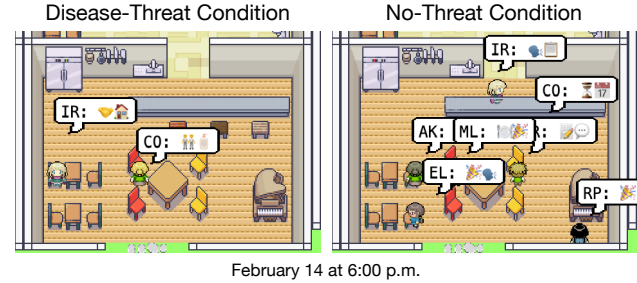 Disease-Threat Condition
No-Threat Condition
IR:
CO:
IR:
CO:
AK:
ML:
R:
EL:
RP:
February 14 at 6:00 p.m.